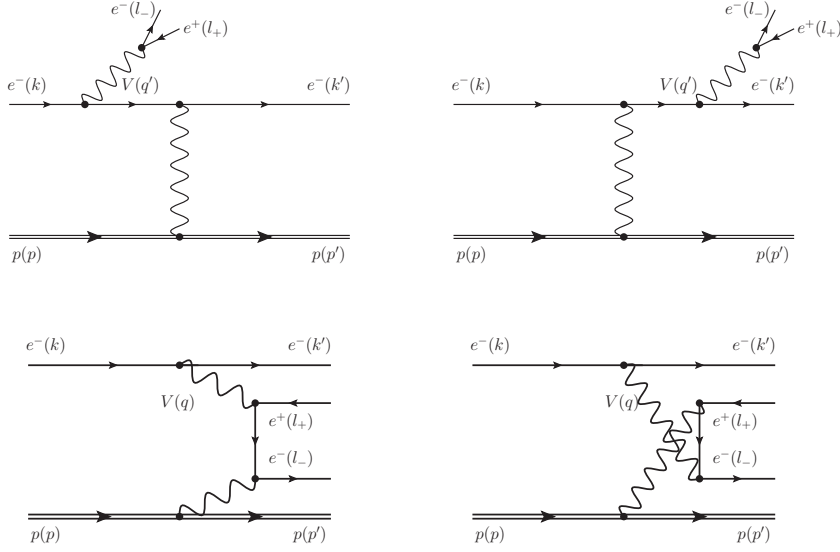 e⁻(l₋)
e⁺(l₊)
e⁻(k)
V(q′)
e⁻(k′)
p(p)
p(p′)
e⁻(l₋)
e⁺(l₊)
e⁻(k)
V(q′)
e⁻(k′)
p(p)
p(p′)
e⁻(k)
e⁻(k′)
V(q)
e⁺(l₊)
e⁻(l₋)
p(p)
p(p′)
e⁻(k)
e⁻(k′)
V(q)
e⁺(l₊)
e⁻(l₋)
p(p)
p(p′)